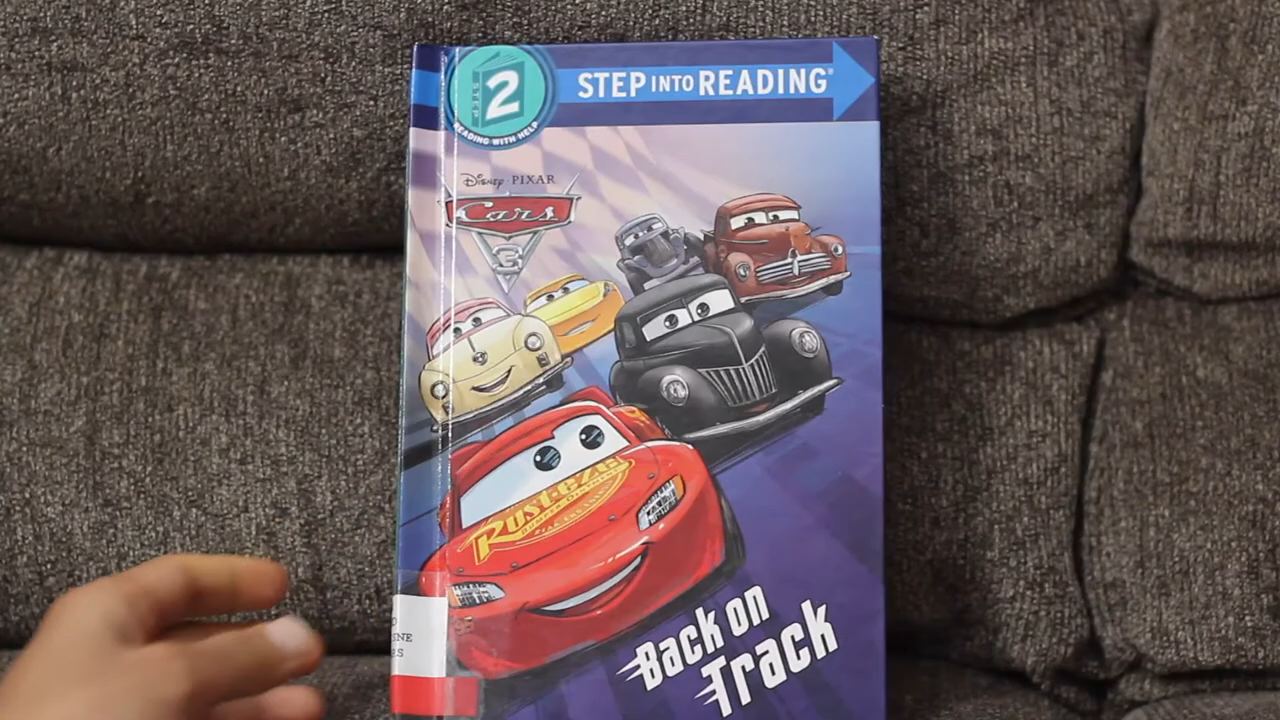 2
READING WITH HELP
STEP INTO READING®
Disney · PIXAR
Cars
3
Rust-eze
Back on
Track